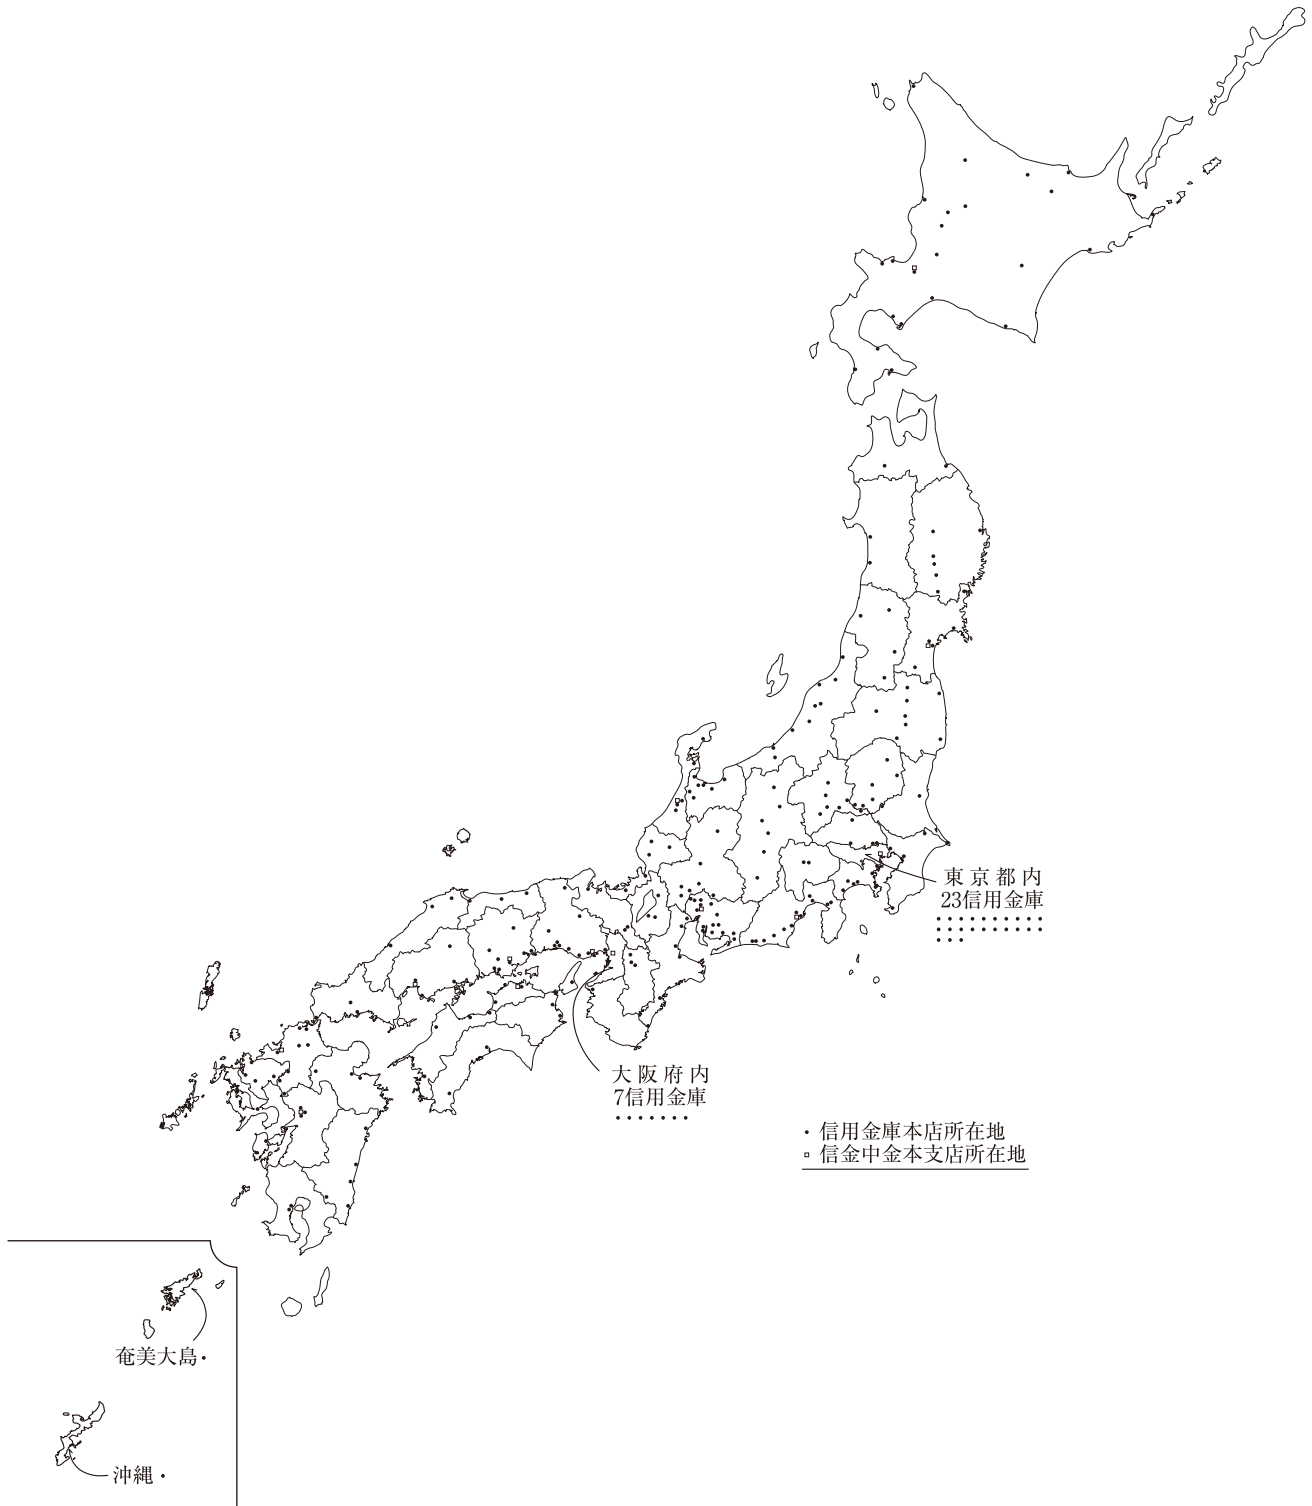 東京都内
23信用金庫
大阪府内
7信用金庫
・信用金庫本店所在地
▫信金中金本支店所在地
奄美大島・
沖縄・